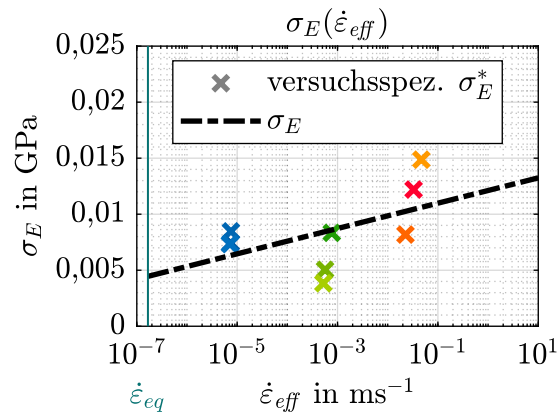 σ_E(ε̇_eff)
0,025
0,02
0,015
0,01
0,005
0
σ_E in GPa
versuchsspez. σ_E^*
σ_E
10^-7
10^-5
10^-3
10^-1
10^1
ε̇_eq
ε̇_eff in ms^-1